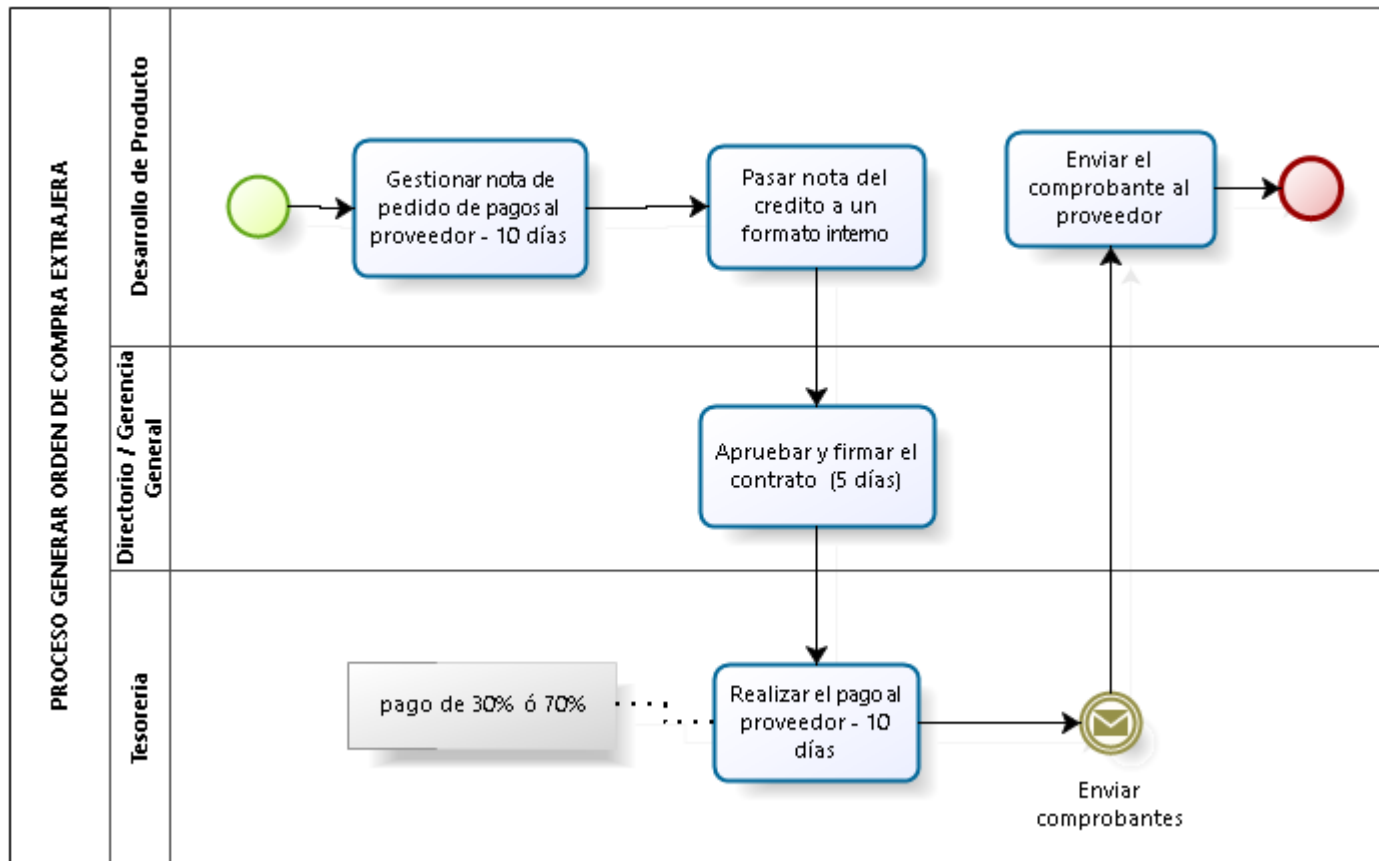 PROCESO GENERAR ORDEN DE COMPRA EXTRAJERA
Desarrollo de Producto
Gestionar nota de
pedido de pagos al
proveedor - 10 días
Pasar nota del
credito a un
formato interno
Enviar el
comprobante al
proveedor
Directorio / Gerencia
General
Apruebar y firmar el
contrato (5 días)
Tesoreria
pago de 30% ó 70%
Realizar el pago al
proveedor - 10
días
Enviar
comprobantes